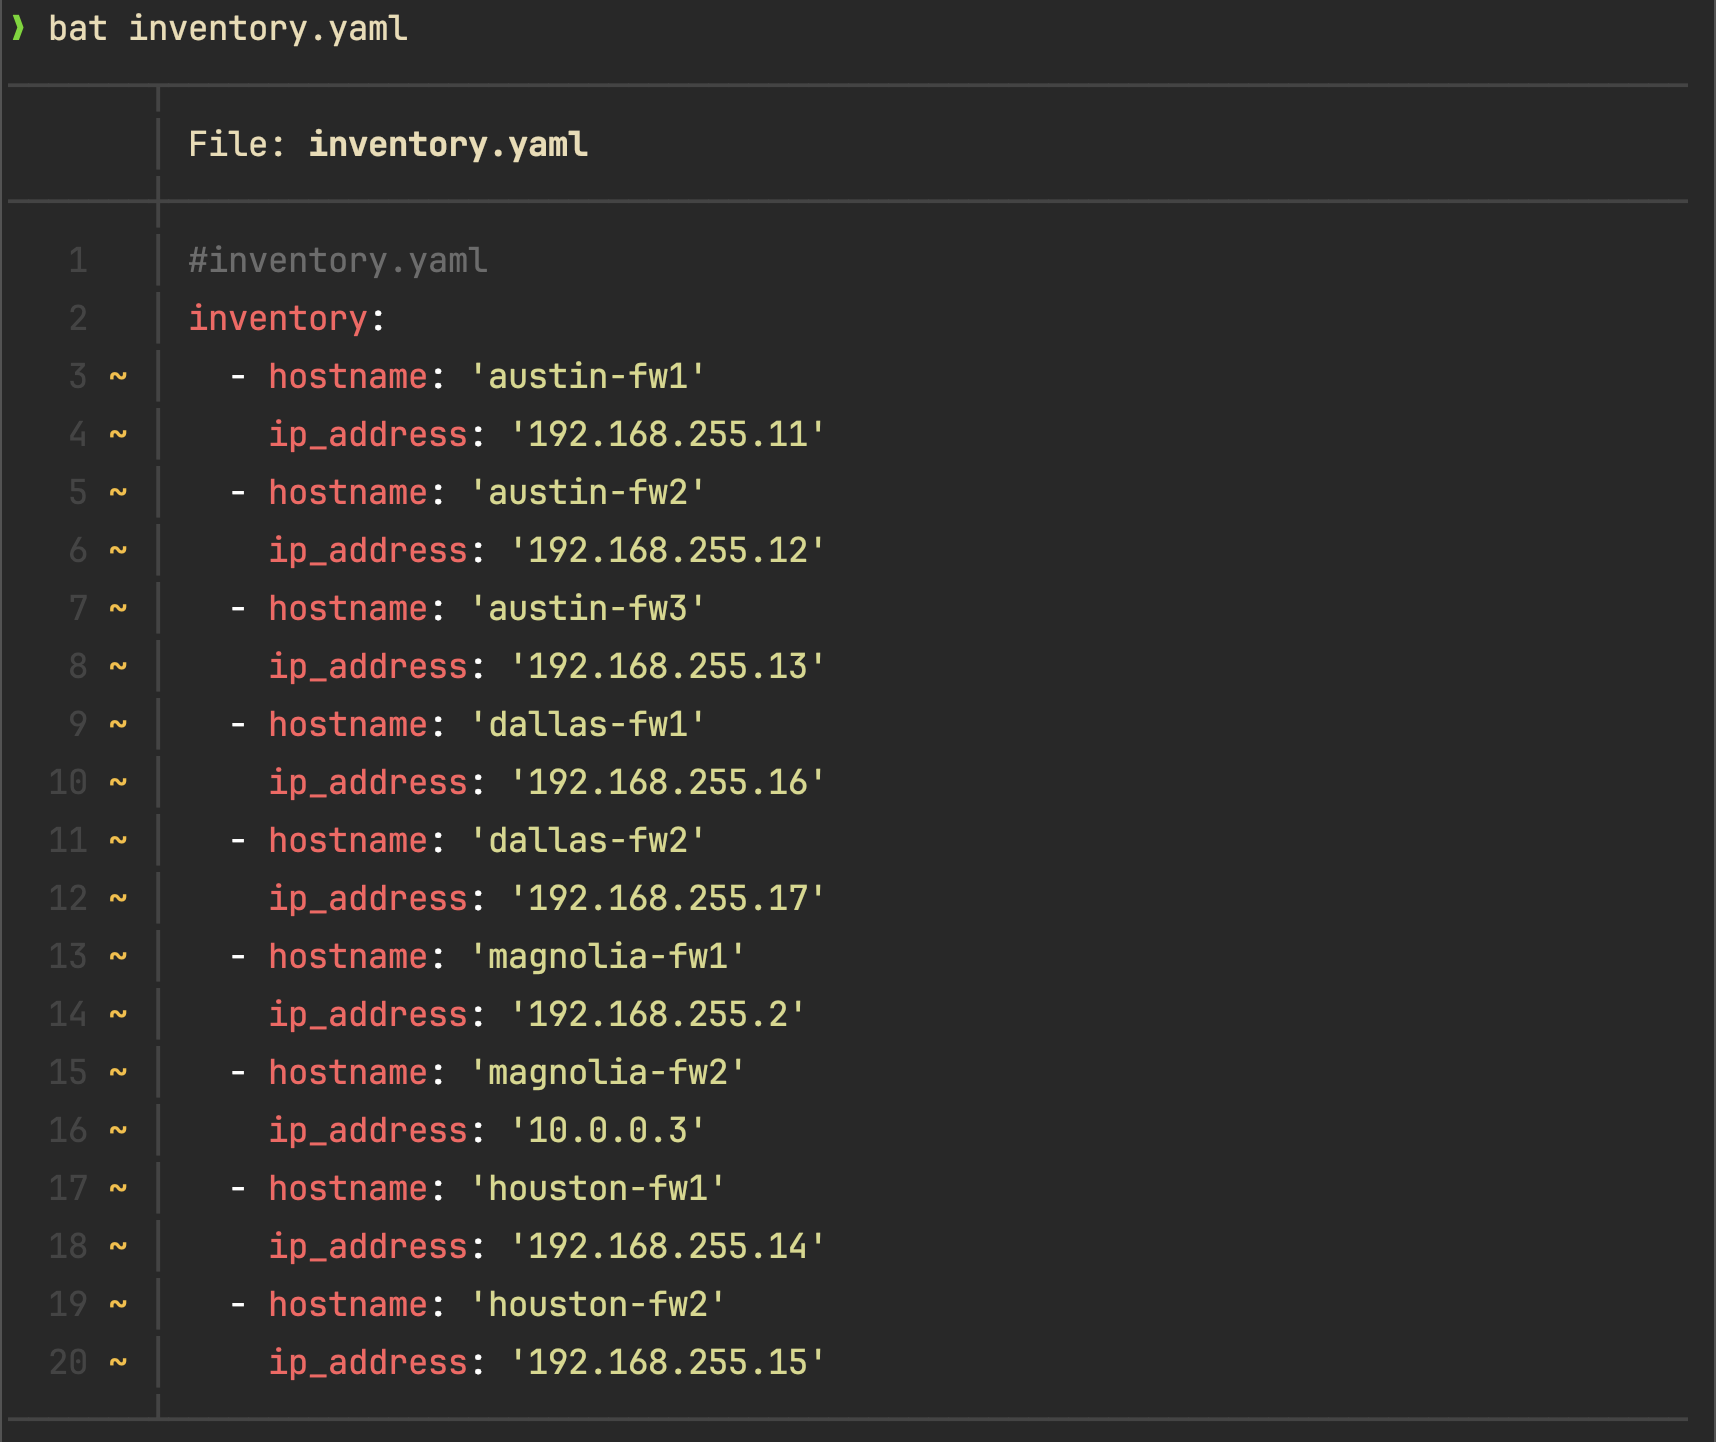 ❯ bat inventory.yaml
File: inventory.yaml
1 #inventory.yaml
2 inventory:
3 ~   - hostname: 'austin-fw1'
4 ~     ip_address: '192.168.255.11'
5 ~   - hostname: 'austin-fw2'
6 ~     ip_address: '192.168.255.12'
7 ~   - hostname: 'austin-fw3'
8 ~     ip_address: '192.168.255.13'
9 ~   - hostname: 'dallas-fw1'
10 ~     ip_address: '192.168.255.16'
11 ~   - hostname: 'dallas-fw2'
12 ~     ip_address: '192.168.255.17'
13 ~   - hostname: 'magnolia-fw1'
14 ~     ip_address: '192.168.255.2'
15 ~   - hostname: 'magnolia-fw2'
16 ~     ip_address: '10.0.0.3'
17 ~   - hostname: 'houston-fw1'
18 ~     ip_address: '192.168.255.14'
19 ~   - hostname: 'houston-fw2'
20 ~     ip_address: '192.168.255.15'